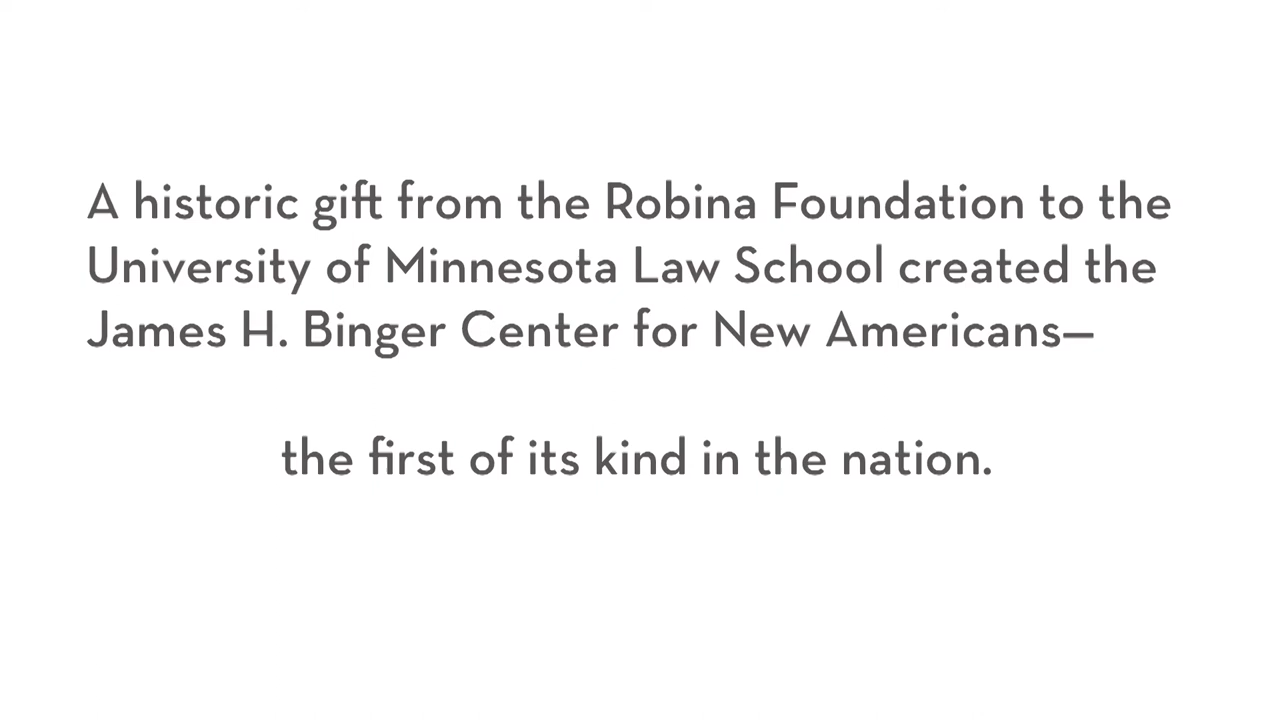 A historic gift from the Robina Foundation to the
University of Minnesota Law School created the
James H. Binger Center for New Americans—
the first of its kind in the nation.